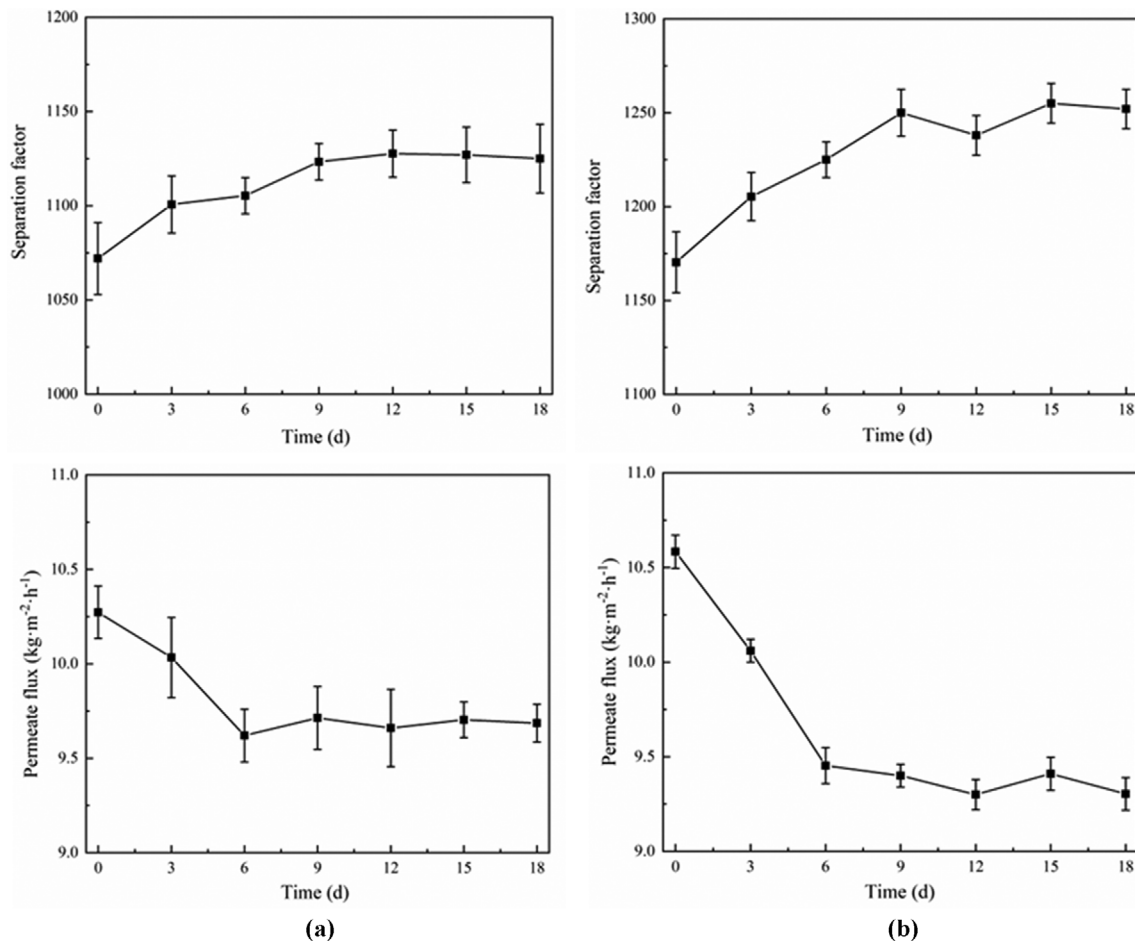 1200
1150
1100
1050
1000
Separation factor
0 3 6 9 12 15 18
Time (d)
1300
1250
1200
1150
1100
Separation factor
0 3 6 9 12 15 18
Time (d)
11.0
10.5
10.0
9.5
9.0
Permeate flux (kg·m⁻²·h⁻¹)
0 3 6 9 12 15 18
Time (d)
(a)
11.0
10.5
10.0
9.5
9.0
Permeate flux (kg·m⁻²·h⁻¹)
0 3 6 9 12 15 18
Time (d)
(b)